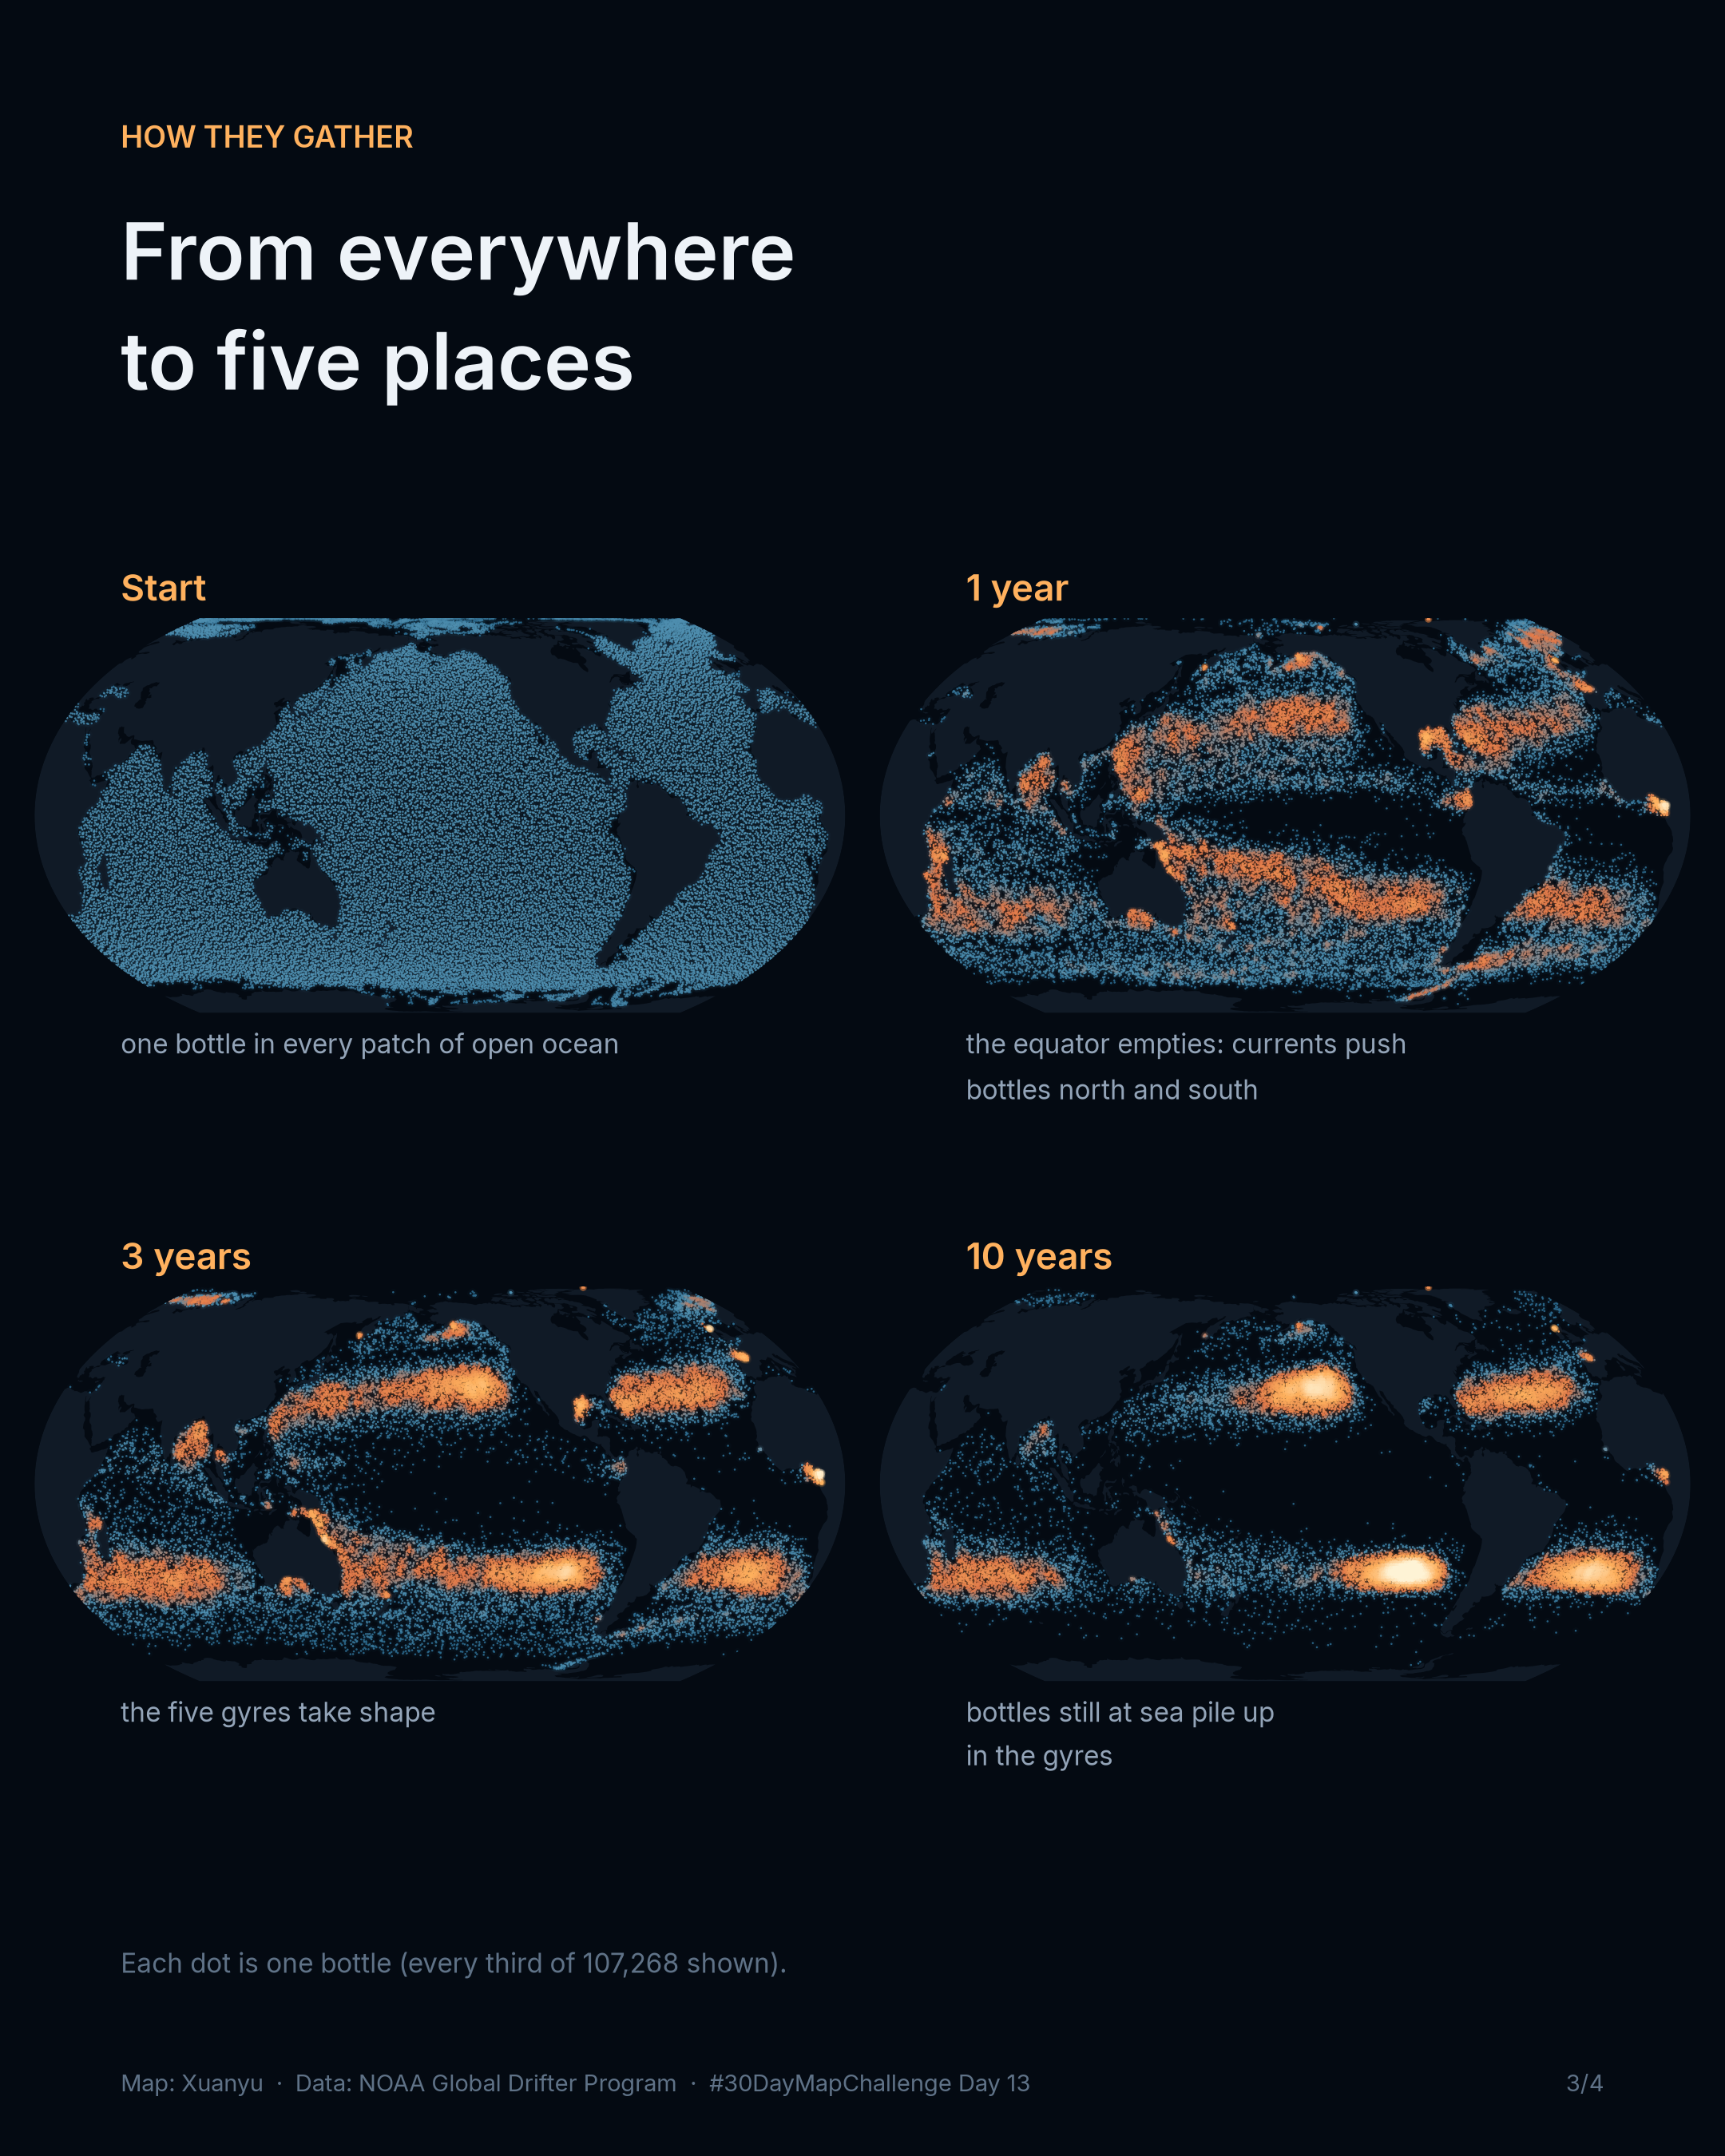 HOW THEY GATHER
From everywhere
to five places
Start
1 year
one bottle in every patch of open ocean
the equator empties: currents push
bottles north and south
3 years
10 years
the five gyres take shape
bottles still at sea pile up
in the gyres
Each dot is one bottle (every third of 107,268 shown).
Map: Xuanyu · Data: NOAA Global Drifter Program · #30DayMapChallenge Day 13
3/4